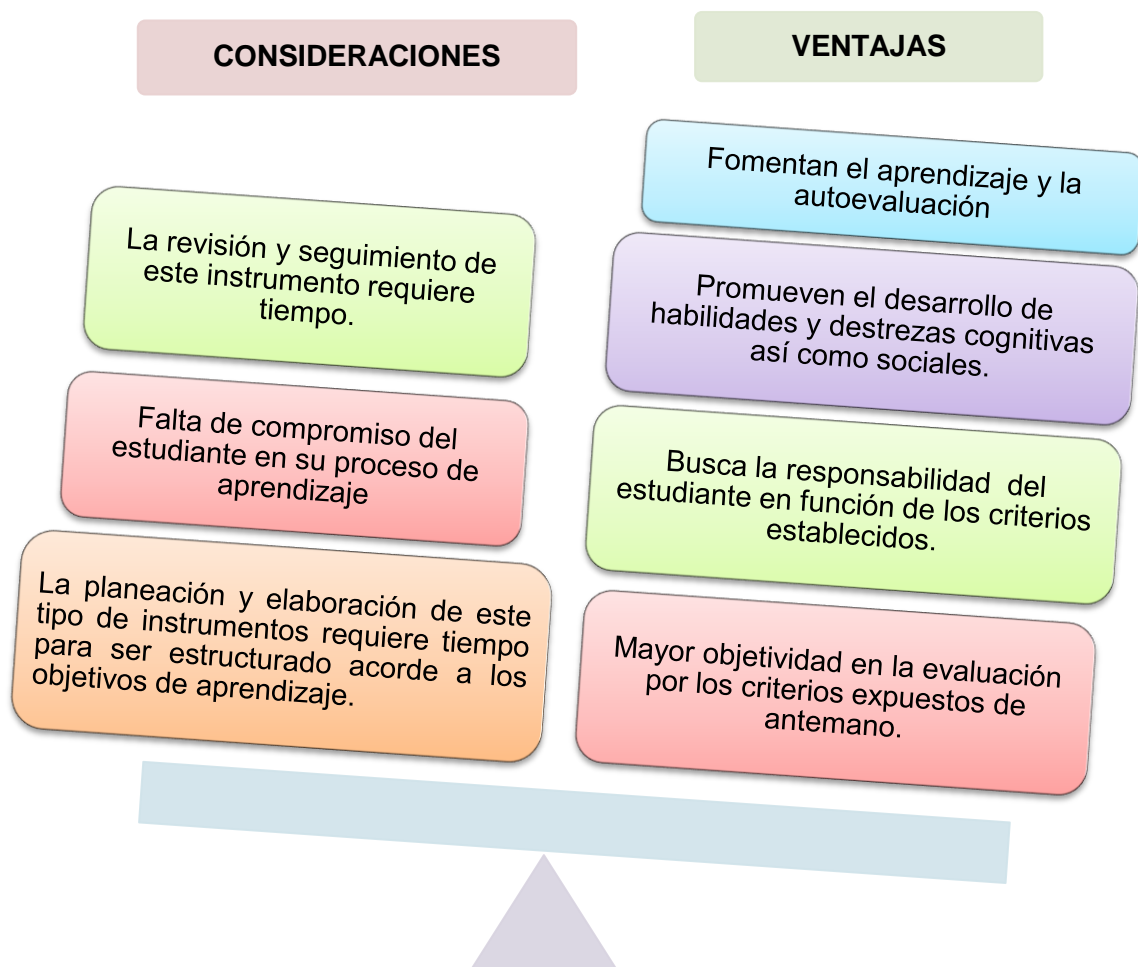 CONSIDERACIONES
La revisión y seguimiento de
este instrumento requiere
tiempo.
Falta de compromiso del
estudiante en su proceso de
aprendizaje
La planeación y elaboración de este
tipo de instrumentos requiere tiempo
para ser estructurado acorde a los
objetivos de aprendizaje.
VENTAJAS
Fomentan el aprendizaje y la
autoevaluación
Promueven el desarrollo de
habilidades y destrezas cognitivas
así como sociales.
Busca la responsabilidad del
estudiante en función de los criterios
establecidos.
Mayor objetividad en la evaluación
por los criterios expuestos de
antemano.